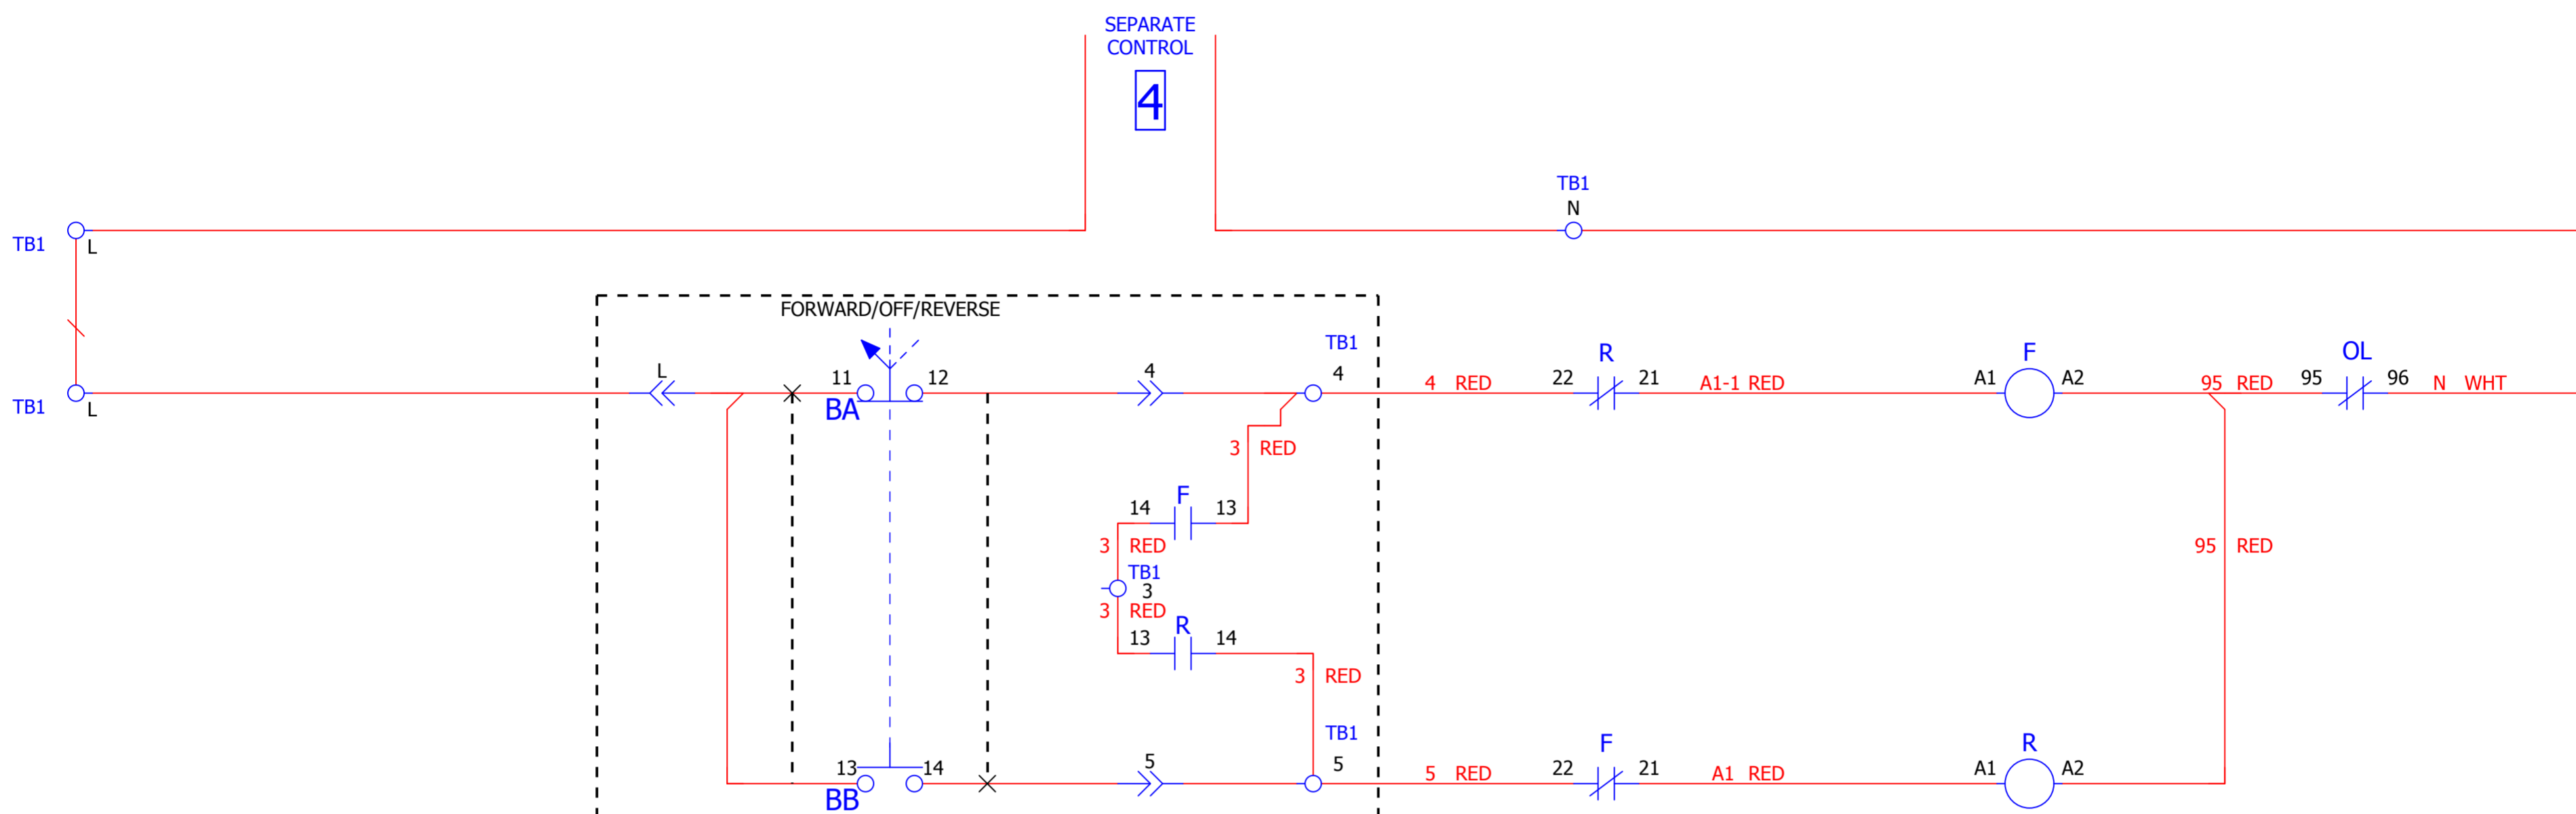 SEPARATE
CONTROL
4
TB1
N
TB1
L
FORWARD/OFF/REVERSE
TB1
L
L
11
12
BA
4
TB1
4
4 RED
R
22
21
A1-1 RED
F
A1
A2
95 RED
OL
95
96
N WHT
3 RED
F
14
13
3 RED
TB1
3
3 RED
95 RED
R
13
14
3 RED
13
14
BB
5
TB1
5
5 RED
F
22
21
A1 RED
R
A1
A2